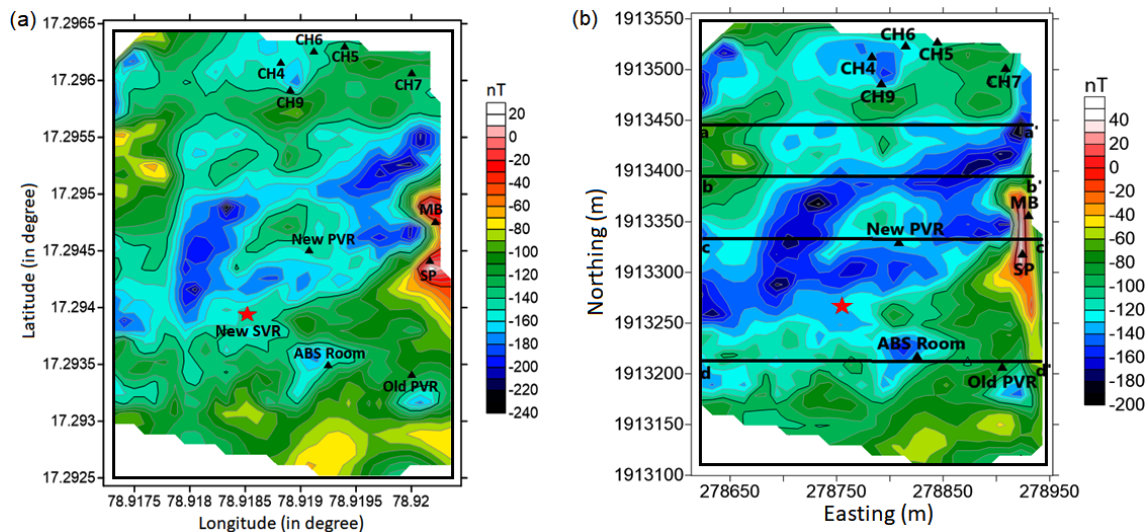 (a)
17.2965
17.296
17.2955
17.295
17.2945
17.294
17.2935
17.293
17.2925
Latitude (in degree)
CH6
CH5
CH4
CH7
CH9
MB
New PVR
SP
New SVR
ABS Room
Old PVR
78.9175
78.918
78.9185
78.919
78.9195
78.92
Longitude (in degree)
nT
20
0
-20
-40
-60
-80
-100
-120
-140
-160
-180
-200
-220
-240
(b)
1913550
1913500
1913450
1913400
1913350
1913300
1913250
1913200
1913150
1913100
Northing (m)
CH6
CH5
CH4
CH7
CH9
a a'
b b'
MB
New PVR
c c'
SP
ABS Room
d d'
Old PVR
278650
278750
278850
278950
Easting (m)
nT
40
20
0
-20
-40
-60
-80
-100
-120
-140
-160
-180
-200